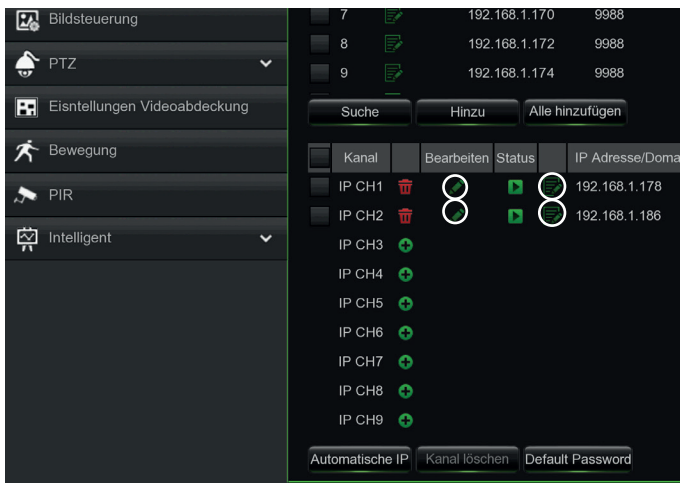 Bildsteuerung
PTZ
Eisntellungen Videoabdeckung
Bewegung
PIR
Intelligent
7 192.168.1.170 9988
8 192.168.1.172 9988
9 192.168.1.174 9988
Suche Hinzu Alle hinzufügen
Kanal Bearbeiten Status IP Adresse/Doma
IP CH1 192.168.1.178
IP CH2 192.168.1.186
IP CH3
IP CH4
IP CH5
IP CH6
IP CH7
IP CH8
IP CH9
Automatische IP Kanal löschen Default Password